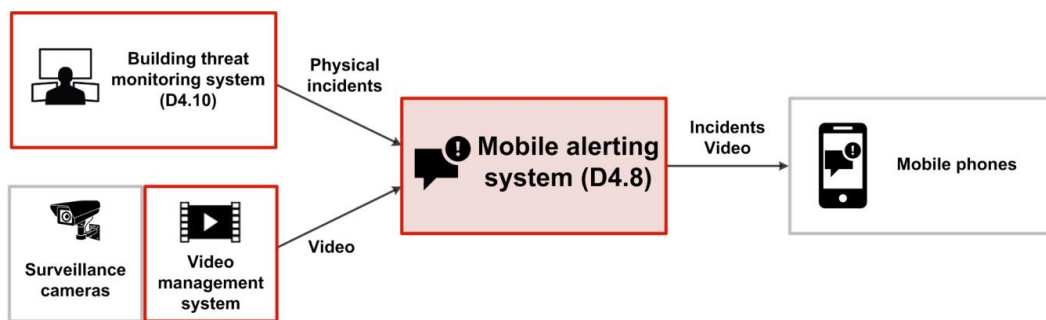 Building threat
monitoring system
(D4.10)
Physical
incidents
Mobile alerting
system (D4.8)
Incidents
Video
Mobile phones
Surveillance
cameras
Video
management
system
Video